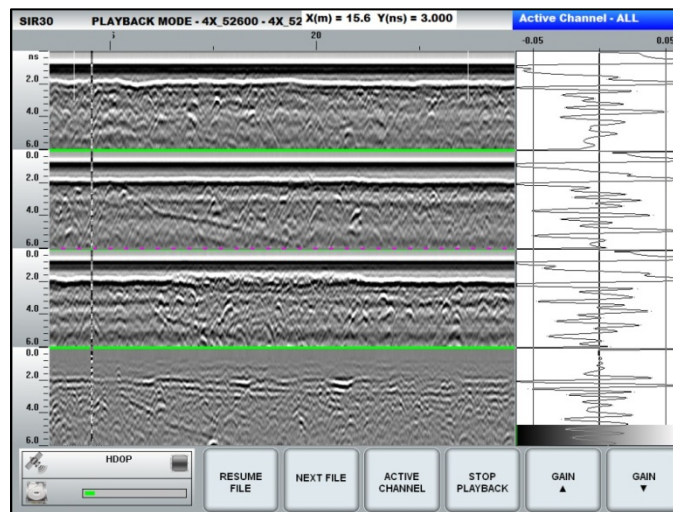 SIR30 PLAYBACK MODE - 4X_52600 - 4X_52 X(m) = 15.6 Y(ns) = 3.000 Active Channel - ALL
5 20 -0.05 0.05
ns
2.0
4.0
6.0
0.0
2.0
4.0
6.0
0.0
2.0
4.0
6.0
0.0
2.0
4.0
6.0
HDOP
RESUME
FILE
NEXT FILE
ACTIVE
CHANNEL
STOP
PLAYBACK
GAIN
▲
GAIN
▼